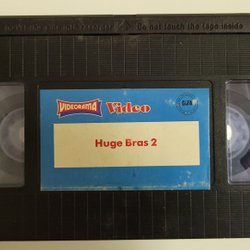 Do not touch the tape inside
VIDEORAMA Video
Huge Bras 2